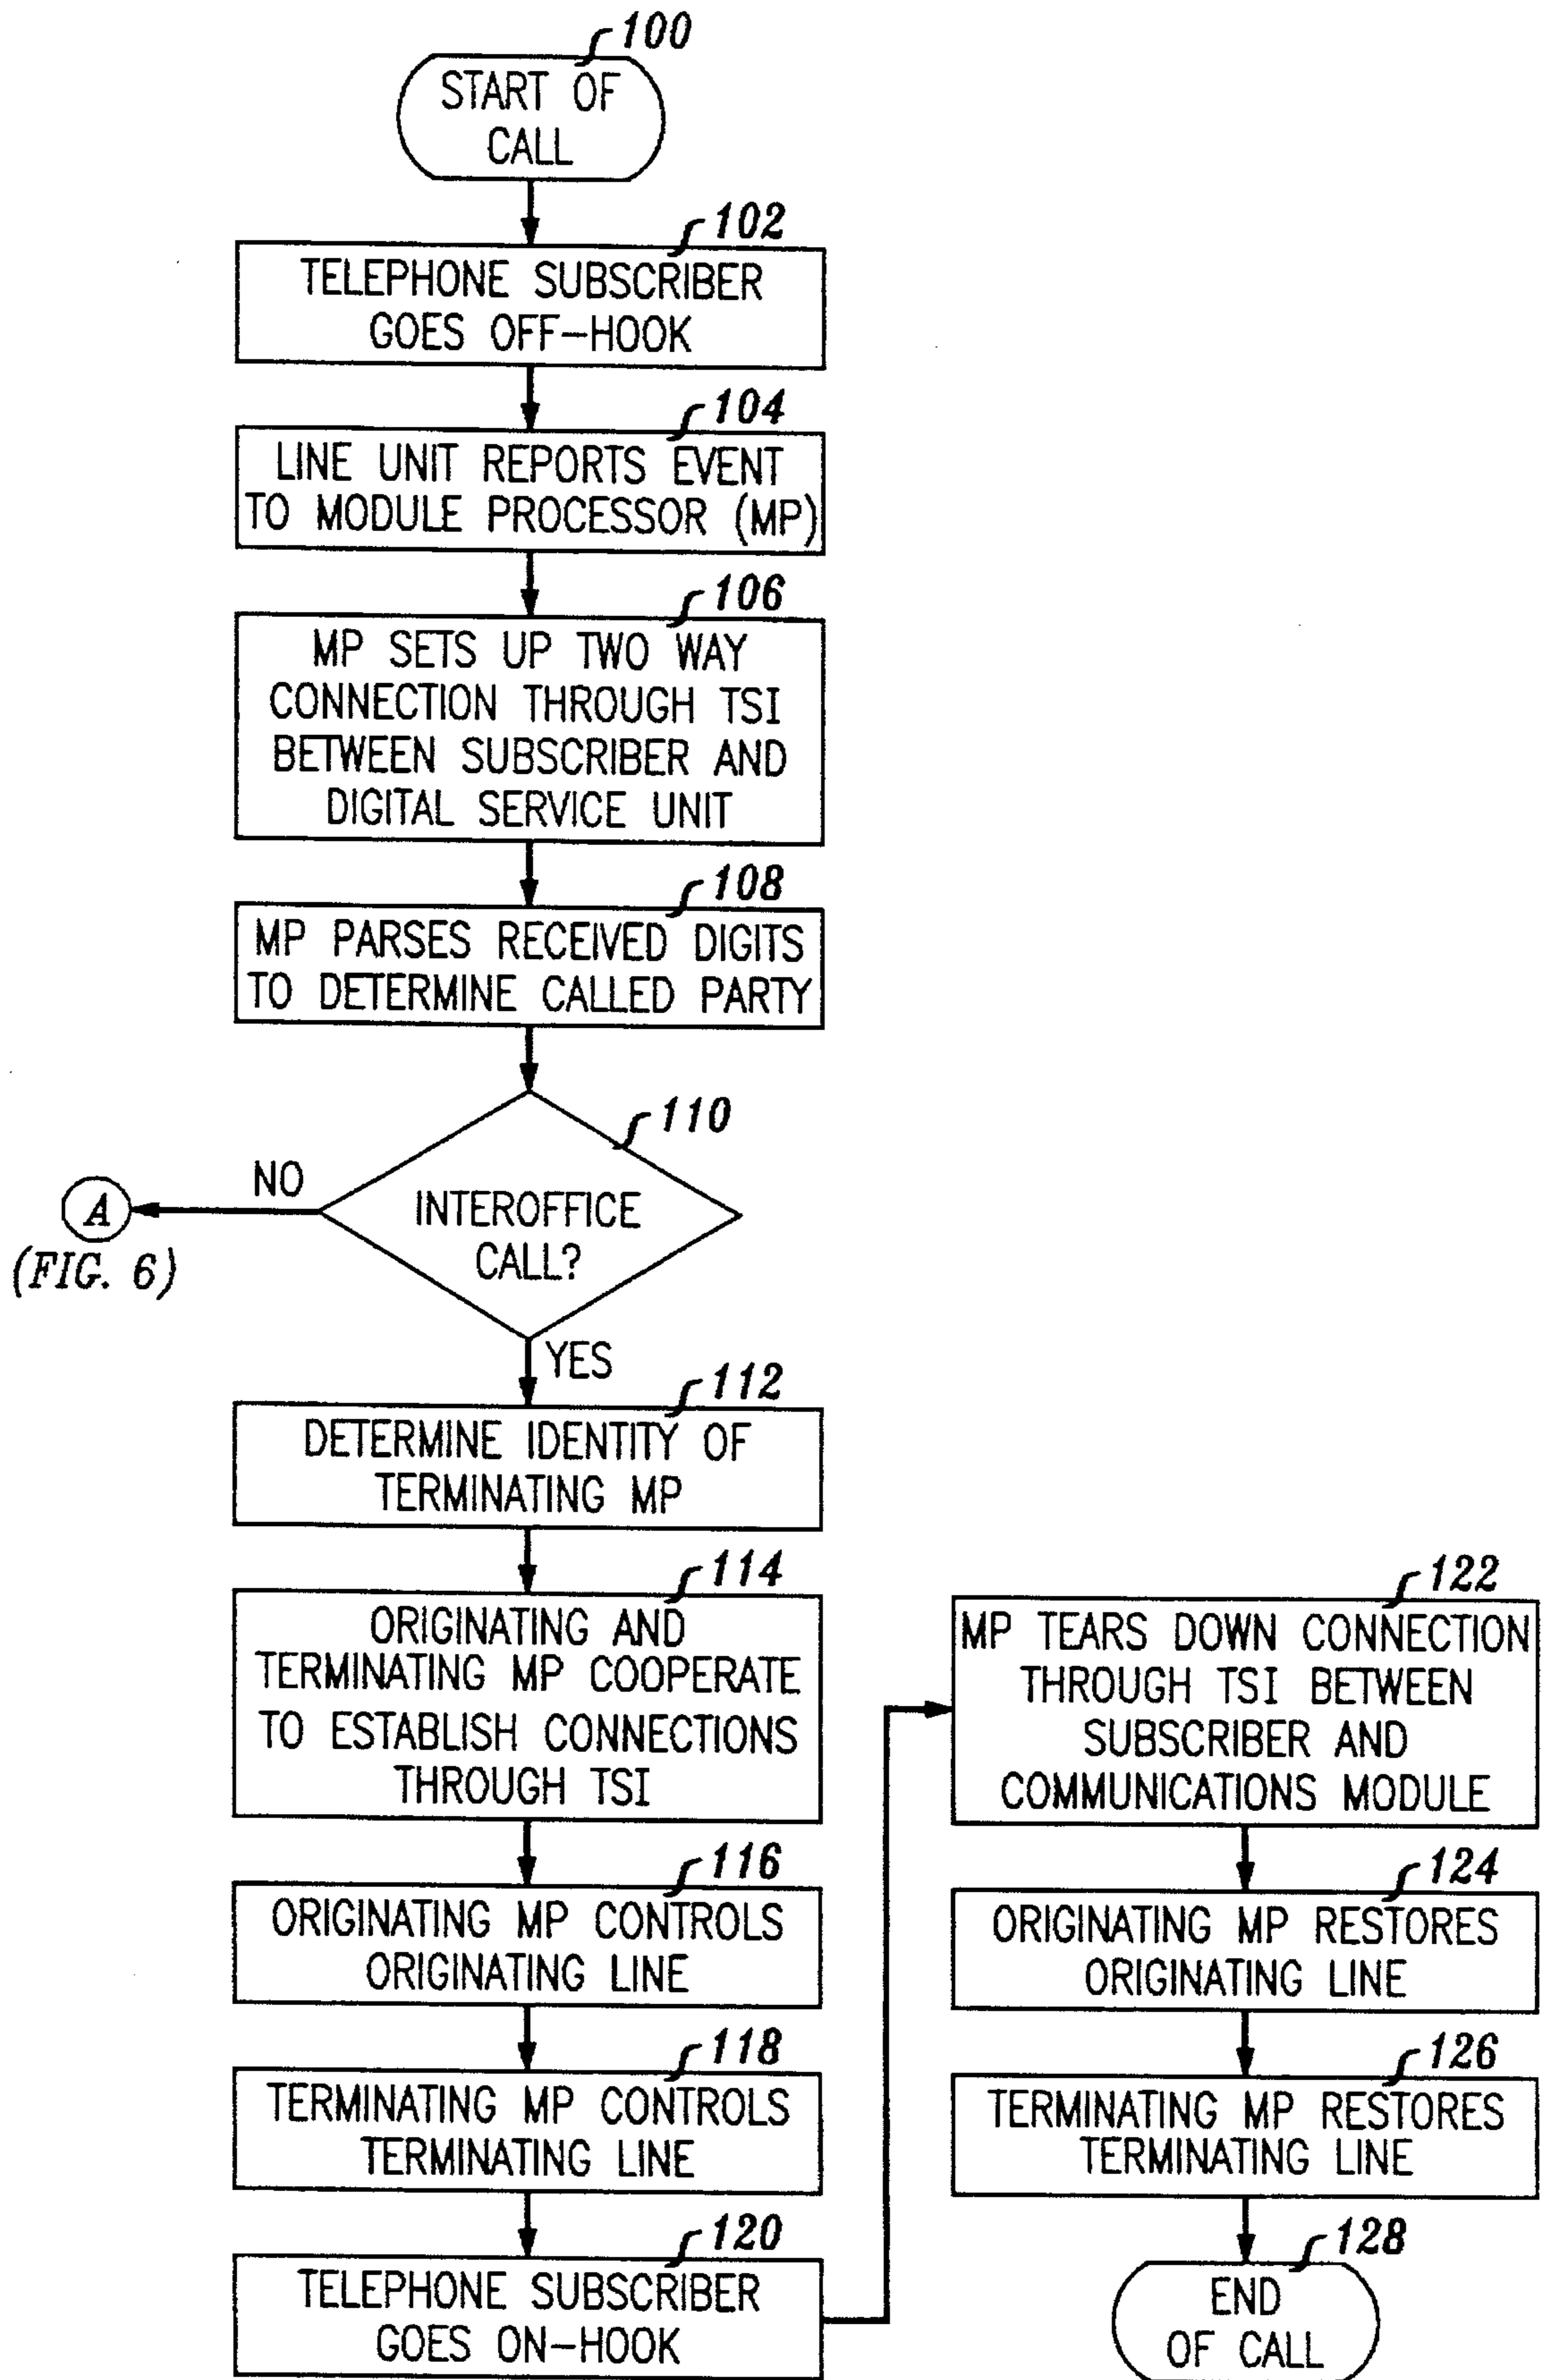 100
START OF
CALL
102
TELEPHONE SUBSCRIBER
GOES OFF-HOOK
104
LINE UNIT REPORTS EVENT
TO MODULE PROCESSOR (MP)
106
MP SETS UP TWO WAY
CONNECTION THROUGH TSI
BETWEEN SUBSCRIBER AND
DIGITAL SERVICE UNIT
108
MP PARSES RECEIVED DIGITS
TO DETERMINE CALLED PARTY
110
INTEROFFICE
CALL?
NO
A
(FIG. 6)
YES
112
DETERMINE IDENTITY OF
TERMINATING MP
114
ORIGINATING AND
TERMINATING MP COOPERATE
TO ESTABLISH CONNECTIONS
THROUGH TSI
116
ORIGINATING MP CONTROLS
ORIGINATING LINE
118
TERMINATING MP CONTROLS
TERMINATING LINE
120
TELEPHONE SUBSCRIBER
GOES ON-HOOK
122
MP TEARS DOWN CONNECTION
THROUGH TSI BETWEEN
SUBSCRIBER AND
COMMUNICATIONS MODULE
124
ORIGINATING MP RESTORES
ORIGINATING LINE
126
TERMINATING MP RESTORES
TERMINATING LINE
128
END
OF CALL